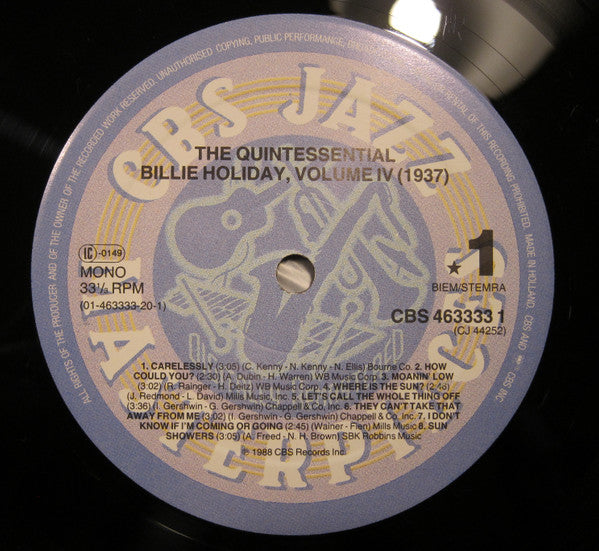 ALL RIGHTS OF THE PRODUCER AND OF THE OWNER OF THE RECORDED WORK RESERVED. UNAUTHORISED COPYING, PUBLIC PERFORMANCE,
RENTAL OF THIS RECORDING PROHIBITED. MADE IN HOLLAND. CBS AND CBS INC.
CBS JAZZ
MASTERPIECES
THE QUINTESSENTIAL
BILLIE HOLIDAY, VOLUME IV (1937)
IC-0149
MONO
33⅓ RPM
(01-463333-20-1)
★1
BIEM/STEMRA
CBS 463333 1
(CJ 44252)
1. CARELESSLY (3:05) (C. Kenny - N. Kenny - N. Ellis) Bourne Co. 2. HOW
COULD YOU? (2:30) (A. Dubin - H. Warren) WB Music Corp. 3. MOANIN' LOW
(3:02) (R. Rainger - H. Deitz) WB Music Corp. 4. WHERE IS THE SUN? (2:48)
(J. Redmond - L. David) Mills Music Inc. 5. LET'S CALL THE WHOLE THING OFF
(3:36) (I. Gershwin - G. Gershwin) Chappell & Co. Inc. 6. THEY CAN'T TAKE THAT
AWAY FROM ME (3:02) (I. Gershwin - G. Gershwin) Chappell & Co. Inc. 7. I DON'T
KNOW IF I'M COMING OR GOING (2:45) (Wainer - Fien) Mills Music 8. SUN
SHOWERS (3:05) (A. Freed - N. H. Brown) SBK Robbins Music
℗ 1988 CBS Records Inc.